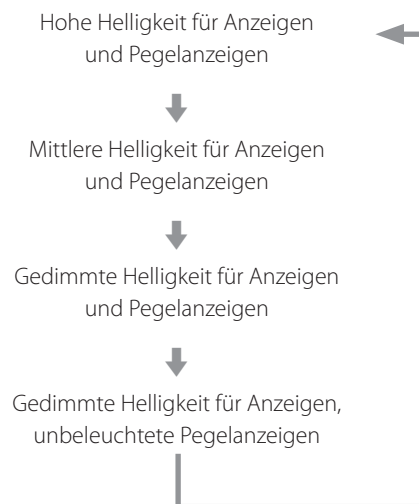 Hohe Helligkeit für Anzeigen
und Pegelanzeigen
Mittlere Helligkeit für Anzeigen
und Pegelanzeigen
Gedimmte Helligkeit für Anzeigen
und Pegelanzeigen
Gedimmte Helligkeit für Anzeigen,
unbeleuchtete Pegelanzeigen